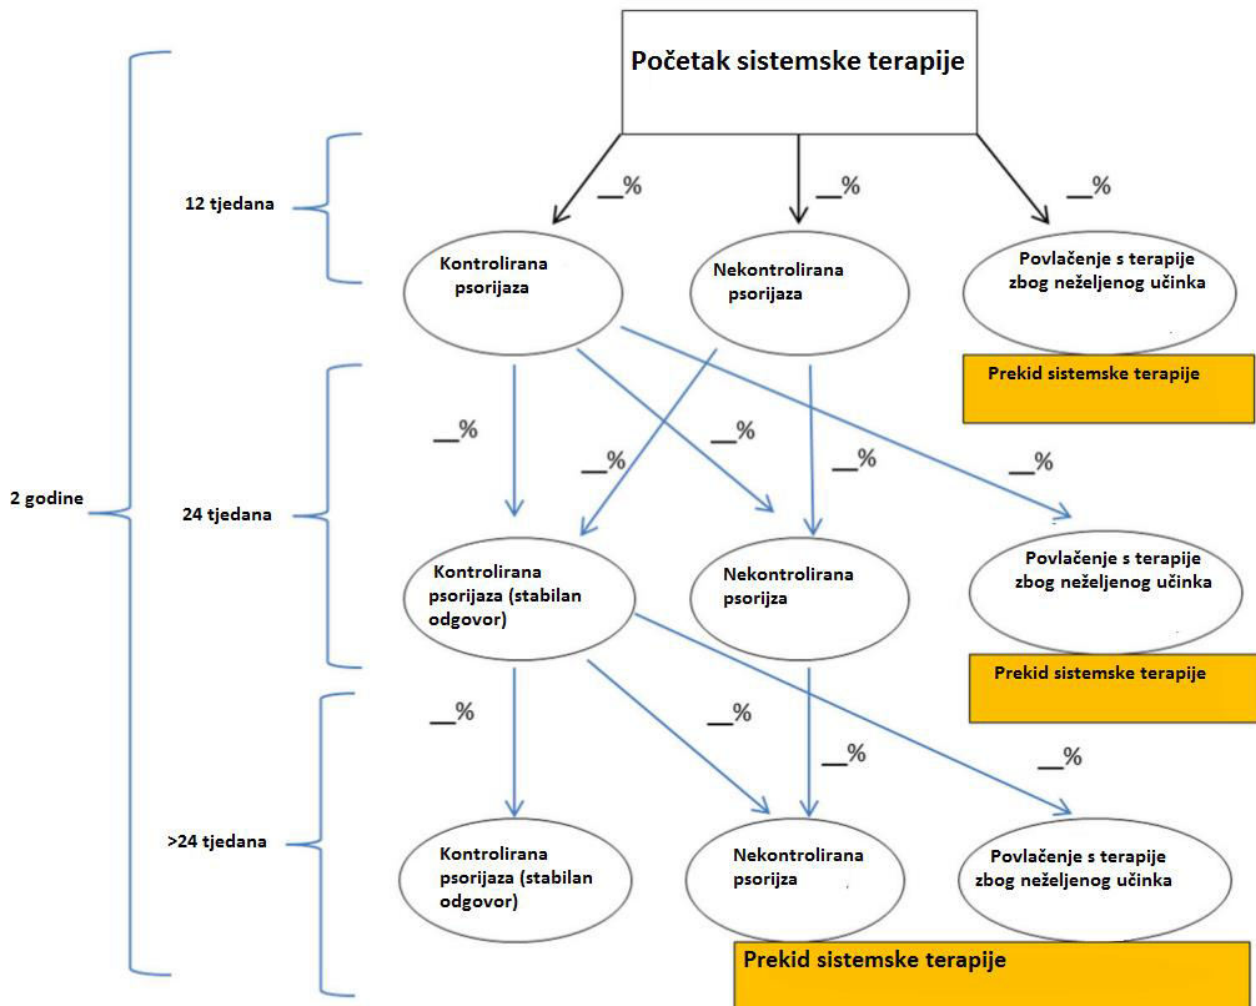 Početak sistemske terapije
__%
__%
__%
12 tjedana
Kontrolirana
psorijaza
Nekontrolirana
psorijaza
Povlačenje s terapije
zbog neželjenog učinka
Prekid sistemske terapije
__%
__%
__%
__%
__%
2 godine
24 tjedana
Kontrolirana
psorijaza (stabilan
odgovor)
Nekontrolirana
psorijza
Povlačenje s terapije
zbog neželjenog učinka
Prekid sistemske terapije
__%
__%
__%
__%
>24 tjedana
Kontrolirana
psorijaza (stabilan
odgovor)
Nekontrolirana
psorijza
Povlačenje s terapije
zbog neželjenog učinka
Prekid sistemske terapije